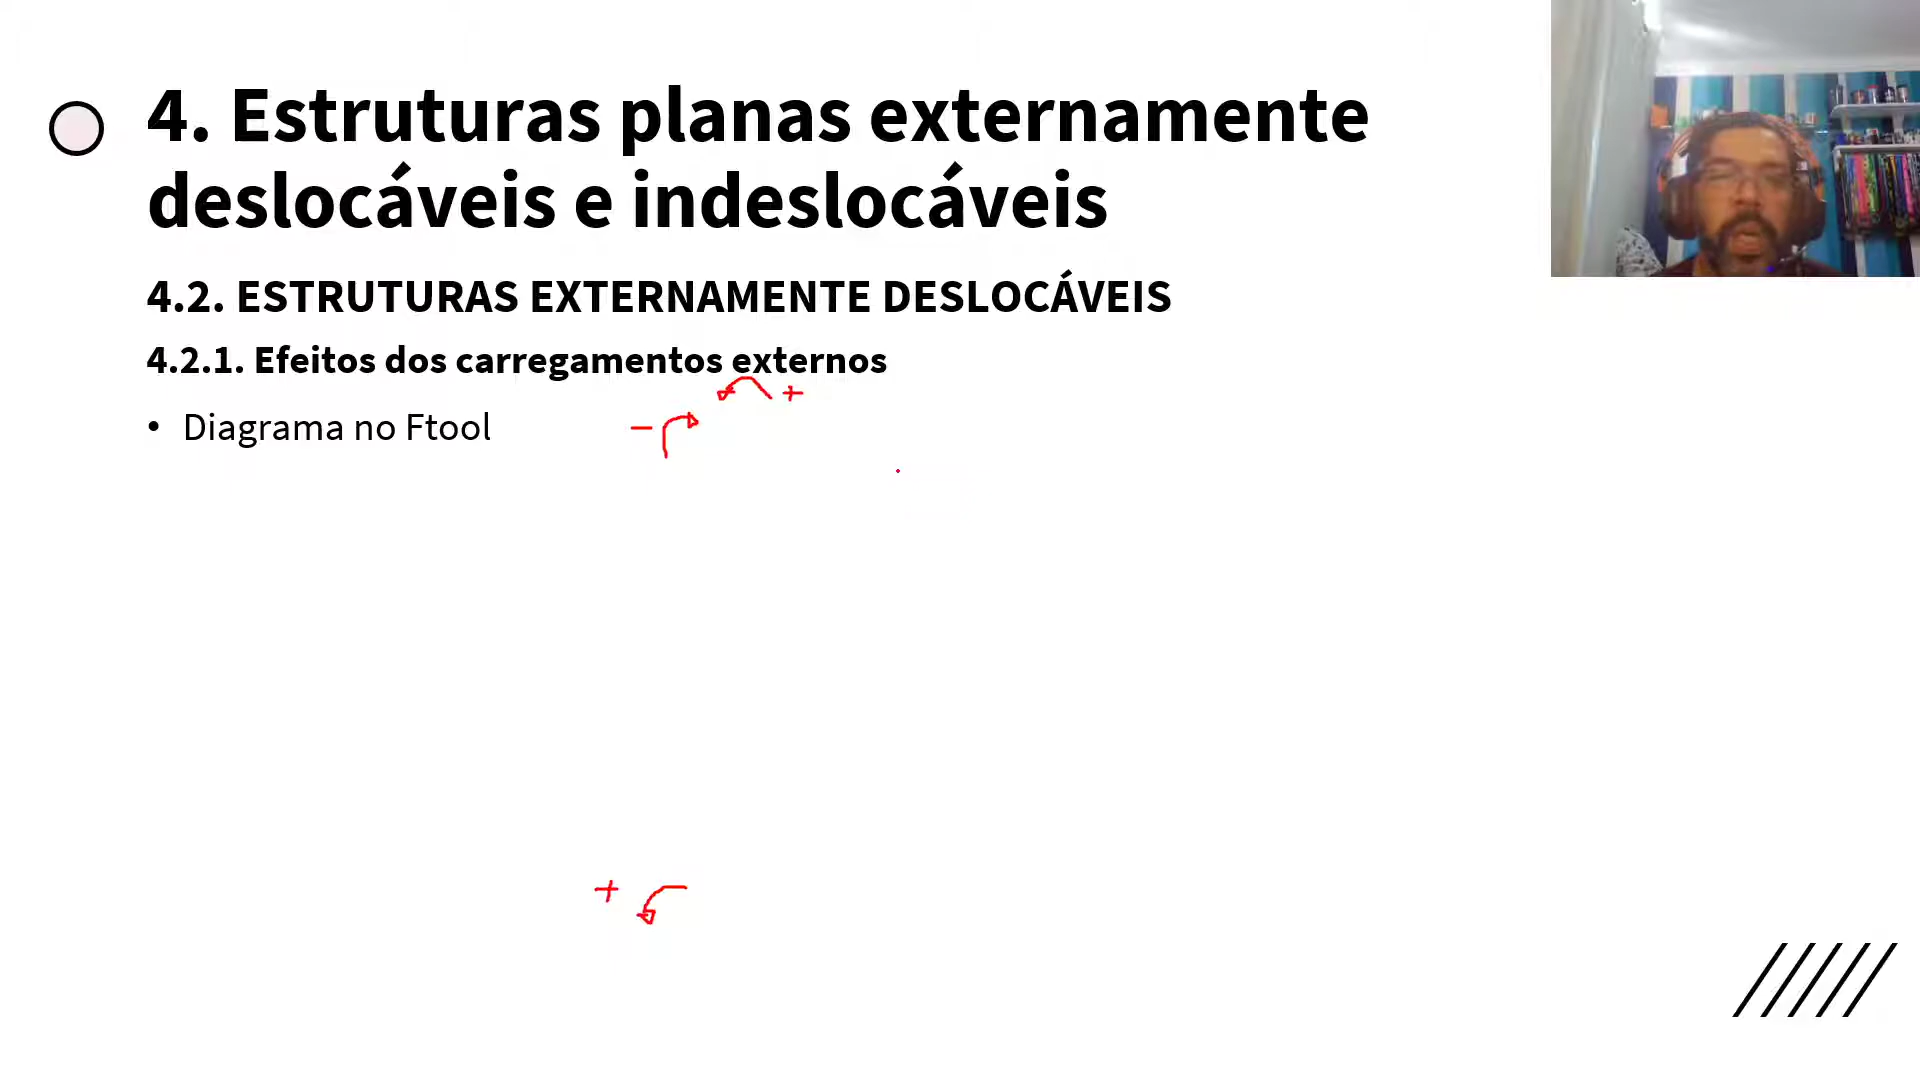 4. Estruturas planas externamente
deslocáveis e indeslocáveis
4.2. ESTRUTURAS EXTERNAMENTE DESLOCÁVEIS
4.2.1. Efeitos dos carregamentos externos
+
• Diagrama no Ftool
−
+